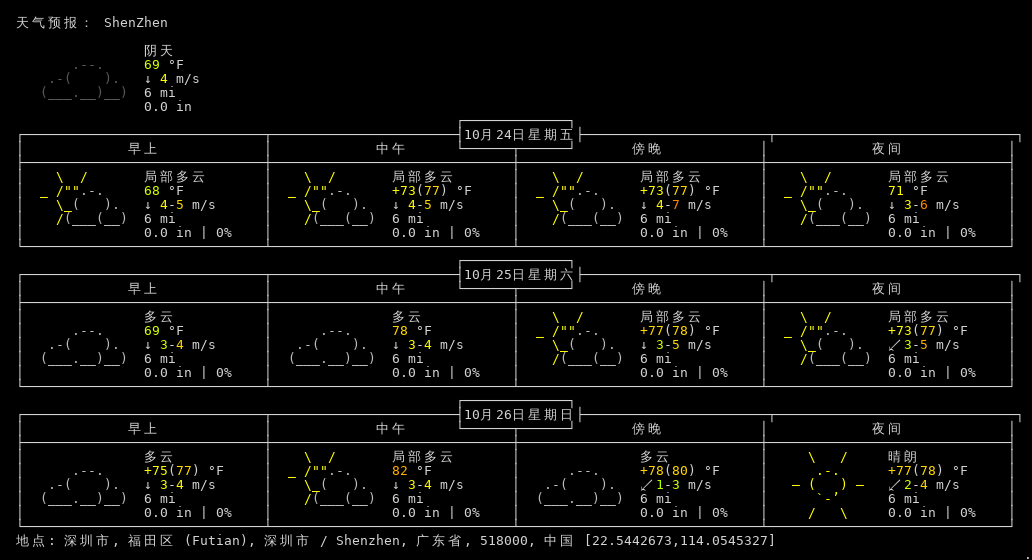 天气预报： ShenZhen
阴天
69 °F
↓ 4 m/s
6 mi
0.0 in
10月24日星期五
早上 中午 傍晚 夜间
局部多云 局部多云 局部多云 局部多云
68 °F +73(77) °F +73(77) °F 71 °F
↓ 4-5 m/s ↓ 4-5 m/s ↓ 4-7 m/s ↓ 3-6 m/s
6 mi 6 mi 6 mi 6 mi
0.0 in | 0% 0.0 in | 0% 0.0 in | 0% 0.0 in | 0%
10月25日星期六
早上 中午 傍晚 夜间
多云 多云 局部多云 局部多云
69 °F 78 °F +77(78) °F +73(77) °F
↓ 3-4 m/s ↓ 3-4 m/s ↓ 3-5 m/s ↙ 3-5 m/s
6 mi 6 mi 6 mi 6 mi
0.0 in | 0% 0.0 in | 0% 0.0 in | 0% 0.0 in | 0%
10月26日星期日
早上 中午 傍晚 夜间
多云 局部多云 多云 晴朗
+75(77) °F 82 °F +78(80) °F +77(78) °F
↓ 3-4 m/s ↓ 3-4 m/s ↙ 1-3 m/s ↙ 2-4 m/s
6 mi 6 mi 6 mi 6 mi
0.0 in | 0% 0.0 in | 0% 0.0 in | 0% 0.0 in | 0%
地点: 深圳市, 福田区 (Futian), 深圳市 / Shenzhen, 广东省, 518000, 中国 [22.5442673,114.0545327]